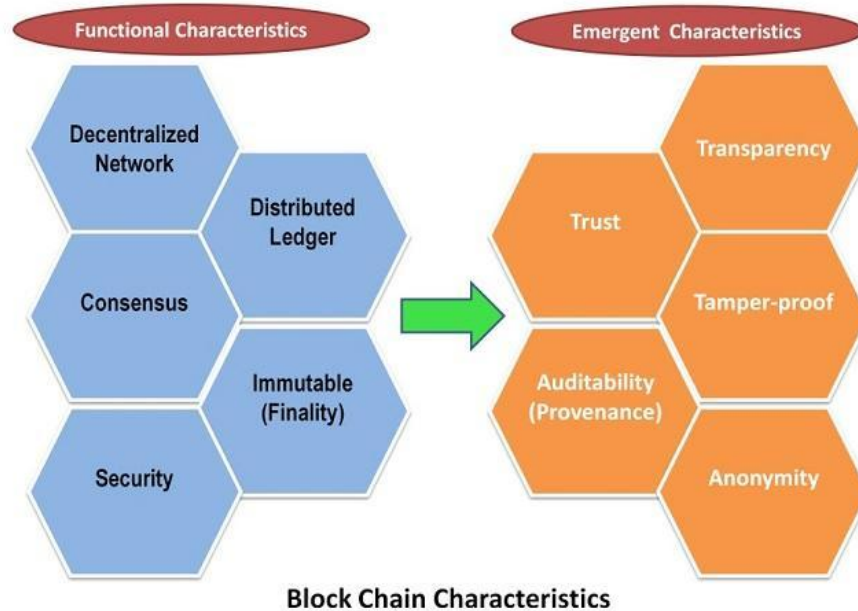 Functional Characteristics
Emergent Characteristics
Decentralized
Network
Distributed
Ledger
Consensus
Immutable
(Finality)
Security
Transparency
Trust
Tamper-proof
Auditability
(Provenance)
Anonymity
Block Chain Characteristics